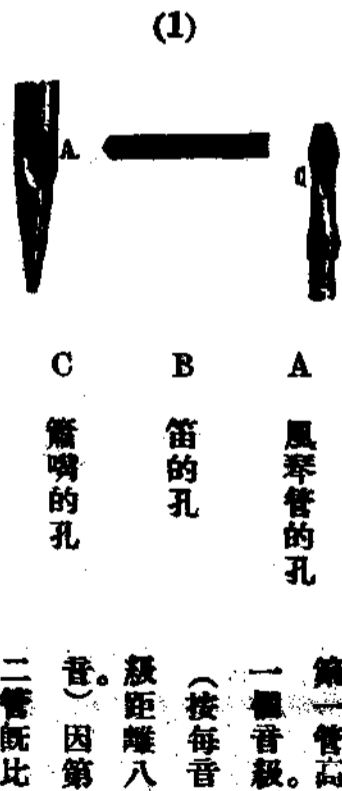 (1)
A
a
A 風琴管的孔
B 笛的孔
C 簫嘴的孔
第一管高
一個音級。
（按每音
級距離八
音。）因第
二管既比